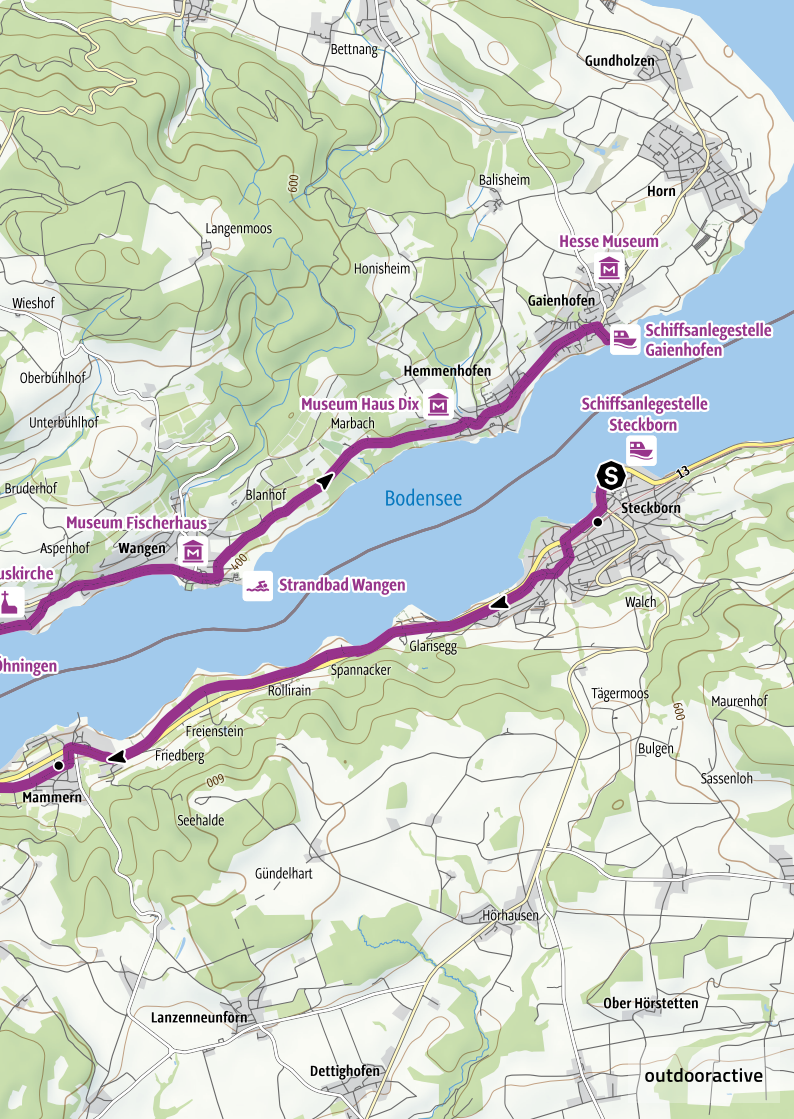 Bettnang
Gundholzen
600
Balisheim
Horn
Langenmoos
Hesse Museum
Honisheim
Wieshof
Gaienhofen
Schiffsanlegestelle
Gaienhofen
Hemmenhofen
Oberbühlhof
Museum Haus Dix
Schiffsanlegestelle
Steckborn
Unterbühlhof
Marbach
13
S
Bruderhof
Blanhof
Bodensee
Steckborn
Museum Fischerhaus
Aspenhof
Wangen
400
uskirche
Strandbad Wangen
Walch
Glarisegg
Öhningen
Spannacker
Rollirain
Tägermoos
600
Maurenhof
Freienstein
Bulgen
Friedberg
Sassenloh
600
Mammern
Seehalde
Gündelhart
Hörhausen
Ober Hörstetten
Lanzenneunforn
Dettighofen
outdooractive